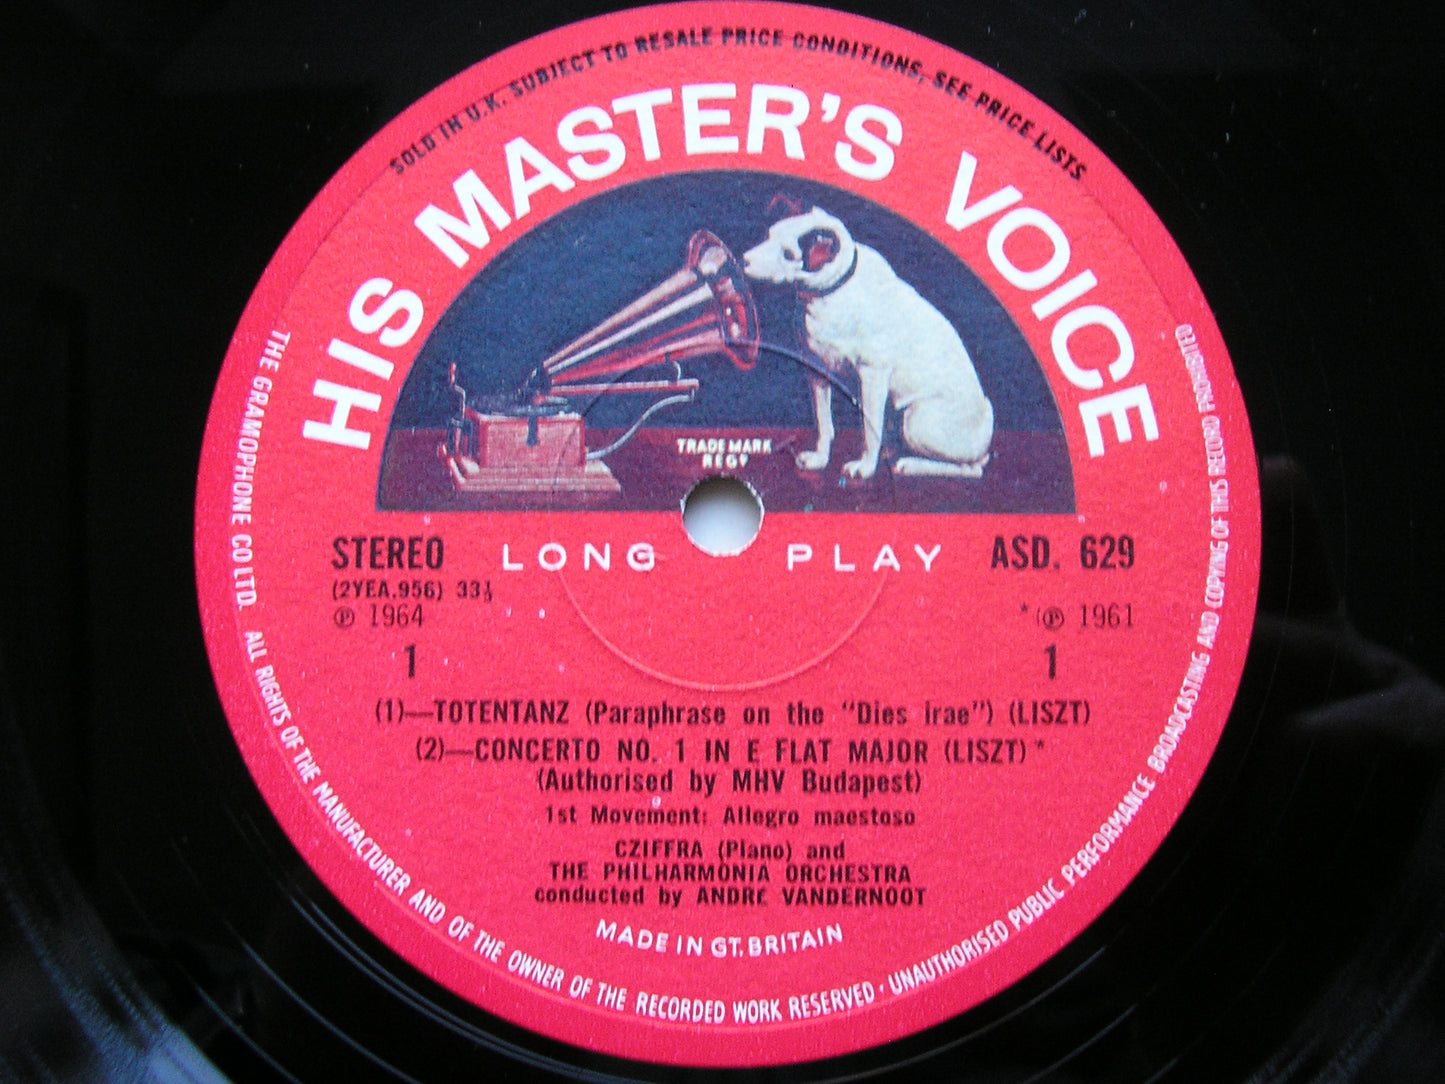 SOLD IN U.K. SUBJECT TO RESALE PRICE CONDITIONS, SEE PRICE LISTS
HIS MASTER'S VOICE
TRADE MARK
REGD
STEREO LONG PLAY ASD. 629
(2YEA.956) 33⅓
℗ 1964 * ℗ 1961
1 1
(1)—TOTENTANZ (Paraphrase on the "Dies irae") (LISZT)
(2)—CONCERTO NO. 1 IN E FLAT MAJOR (LISZT) *
(Authorised by MHV Budapest)
1st Movement: Allegro maestoso
CZIFFRA (Piano) and
THE PHILHARMONIA ORCHESTRA
conducted by ANDRÉ VANDERNOOT
MADE IN GT. BRITAIN
THE GRAMOPHONE CO LTD. ALL RIGHTS OF THE MANUFACTURER AND OF THE OWNER OF THE RECORDED WORK RESERVED · UNAUTHORISED PUBLIC PERFORMANCE BROADCASTING AND COPYING OF THIS RECORD PROHIBITED